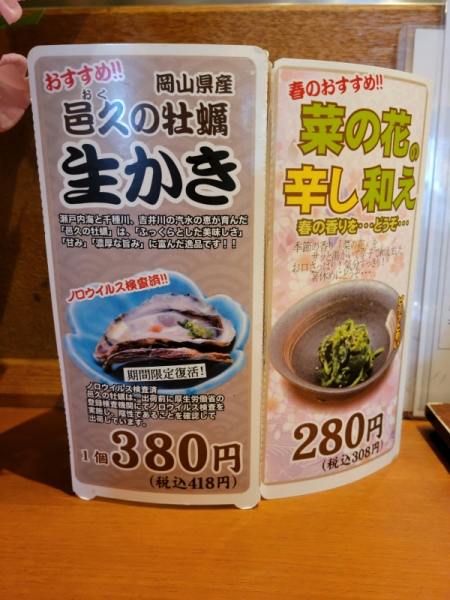 おすすめ!!
岡山県産
おく
邑久の牡蠣
生かき
瀬戸内海と千種川、吉井川の汽水の恵が育んだ
「邑久の牡蠣」は、「ふっくらとした美味しさ」
「甘み」「濃厚な旨み」に富んだ逸品です!!
ノロウイルス検査済!!
期間限定復活!
ノロウイルス検査済
邑久の牡蠣は、出荷前に厚生労働省の
登録検査機関にてノロウイルス検査を
実施し、陰性であることを確認して
出荷しています。
1個380円
(税込418円)
春のおすすめ!!
菜の花の
辛し和え
春の香りを…どうぞ…
季節の香り「菜の花」を
280円
(税込308円)